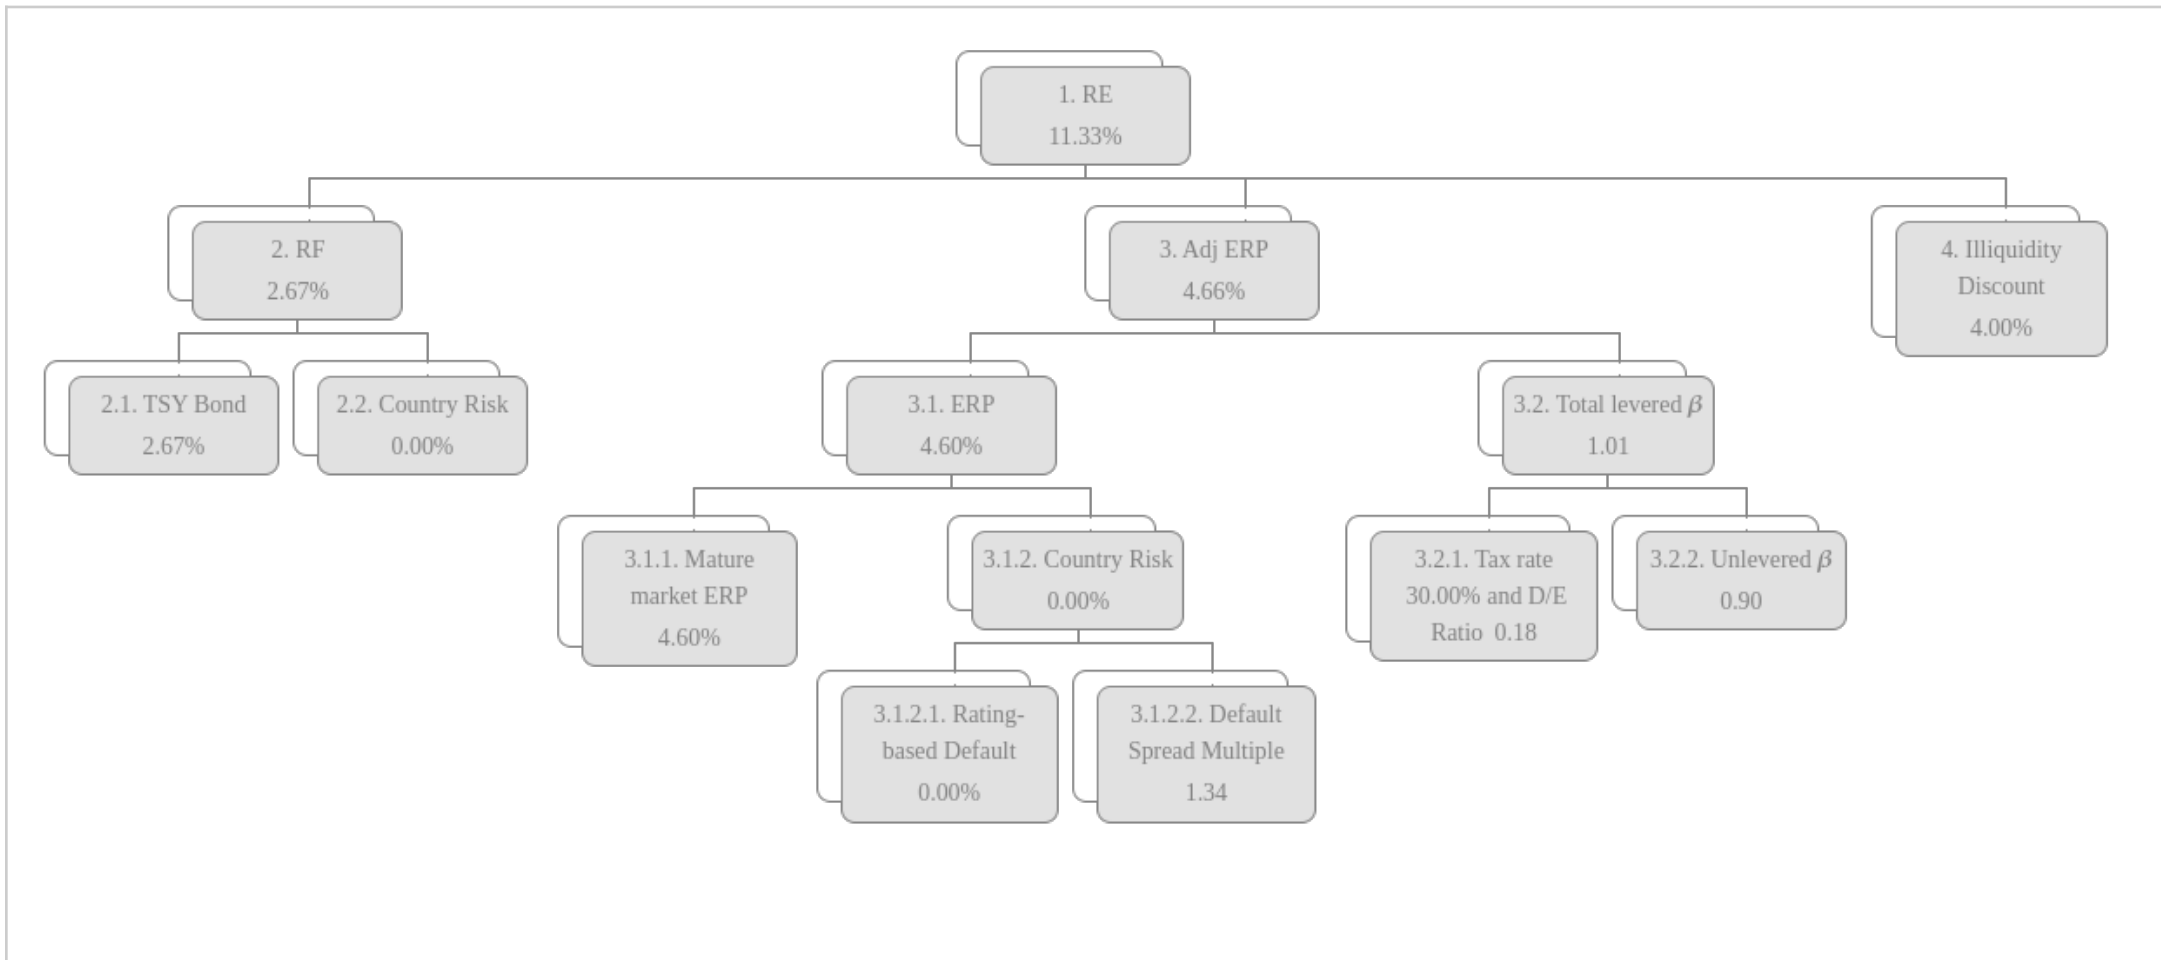 1. RE
11.33%
2. RF
2.67%
3. Adj ERP
4.66%
4. Illiquidity
Discount
4.00%
2.1. TSY Bond
2.67%
2.2. Country Risk
0.00%
3.1. ERP
4.60%
3.2. Total levered β
1.01
3.1.1. Mature
market ERP
4.60%
3.1.2. Country Risk
0.00%
3.2.1. Tax rate
30.00% and D/E
Ratio 0.18
3.2.2. Unlevered β
0.90
3.1.2.1. Rating-
based Default
0.00%
3.1.2.2. Default
Spread Multiple
1.34